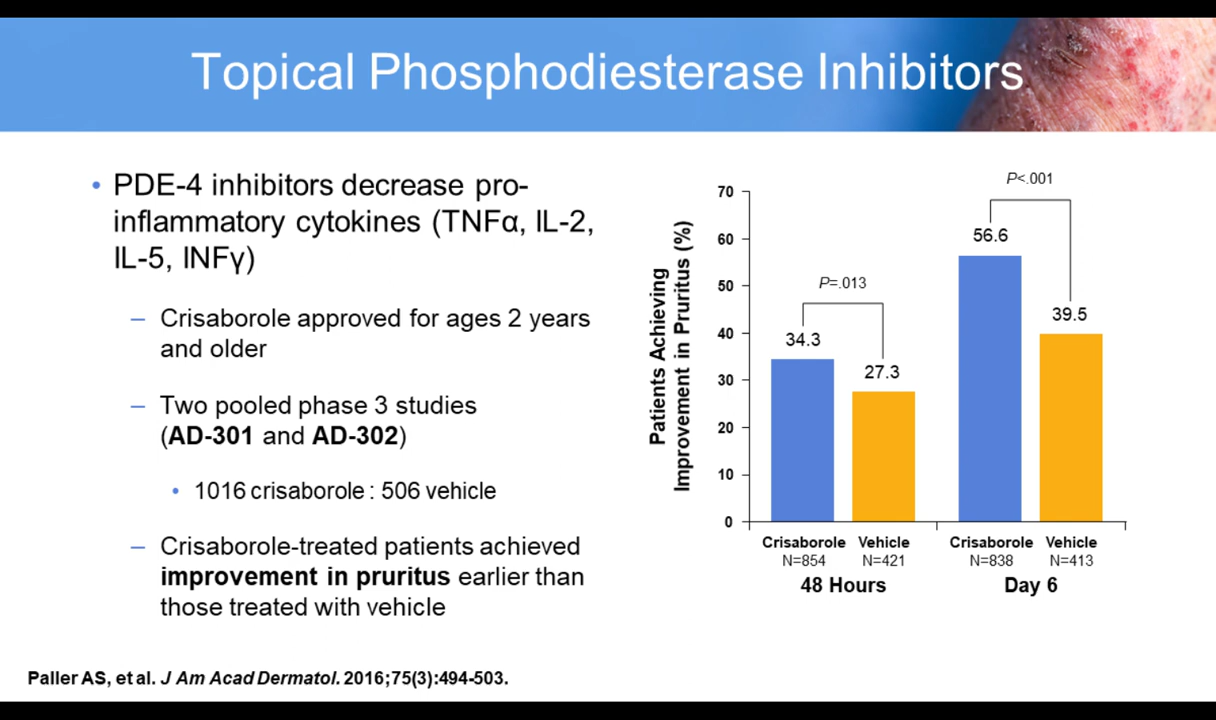 Topical Phosphodiesterase Inhibitors
• PDE-4 inhibitors decrease pro-
inflammatory cytokines (TNFα, IL-2,
IL-5, INFγ)
– Crisaborole approved for ages 2 years
and older
– Two pooled phase 3 studies
(AD-301 and AD-302)
• 1016 crisaborole : 506 vehicle
– Crisaborole-treated patients achieved
improvement in pruritus earlier than
those treated with vehicle
Patients Achieving
Improvement in Pruritus (%)
70
60
50
40
30
20
10
0
P=.013
34.3
27.3
P<.001
56.6
39.5
Crisaborole Vehicle Crisaborole Vehicle
N=854 N=421 N=838 N=413
48 Hours Day 6
Paller AS, et al. J Am Acad Dermatol. 2016;75(3):494-503.